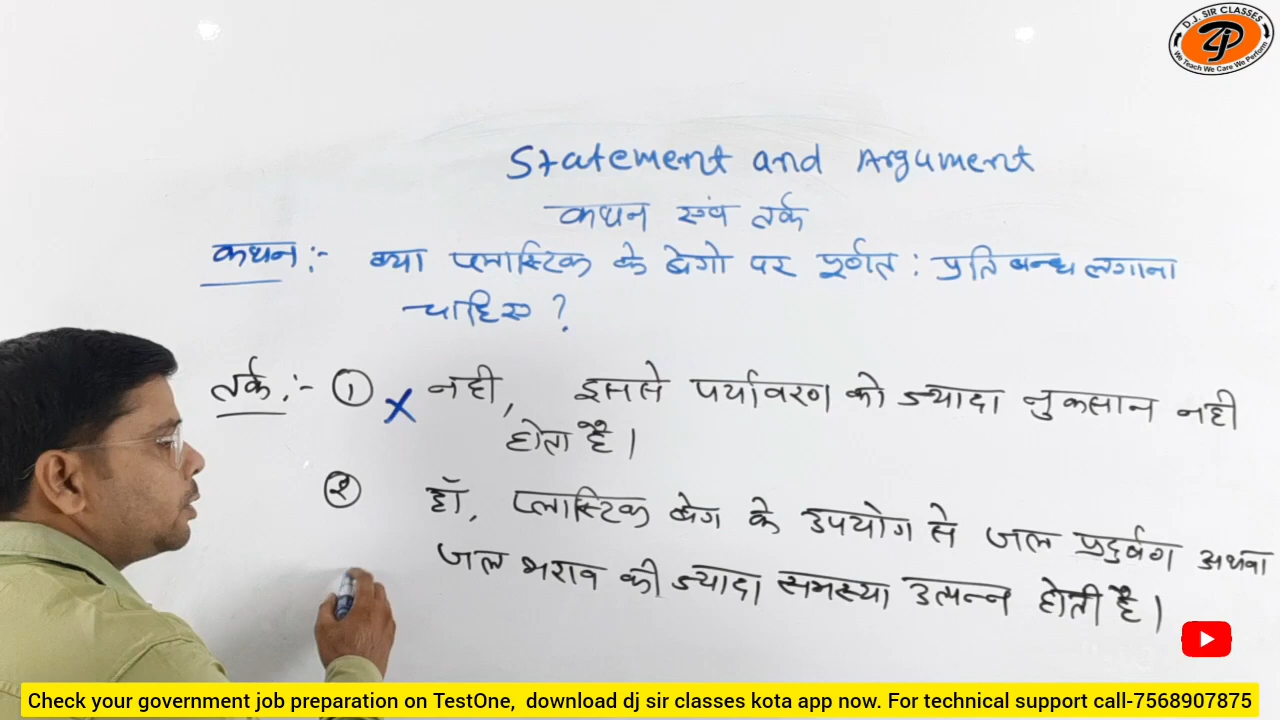 D.J. SIR CLASSES
We Teach We Care We Perform
Statement and Argument
कथन एवं तर्क
कथन :- क्या प्लास्टिक के बेगो पर पूर्णत: प्रतिबन्ध लगाना
चाहिए ?
तर्क :- ① X नही, इससे पर्यावरण को ज्यादा नुकसान नही
होता है।
② हाँ, प्लास्टिक बेग के उपयोग से जल प्रदुर्षण अथवा
जल भराव की ज्यादा समस्या उत्पन्न होती है।
Check your government job preparation on TestOne, download dj sir classes kota app now. For technical support call-7568907875